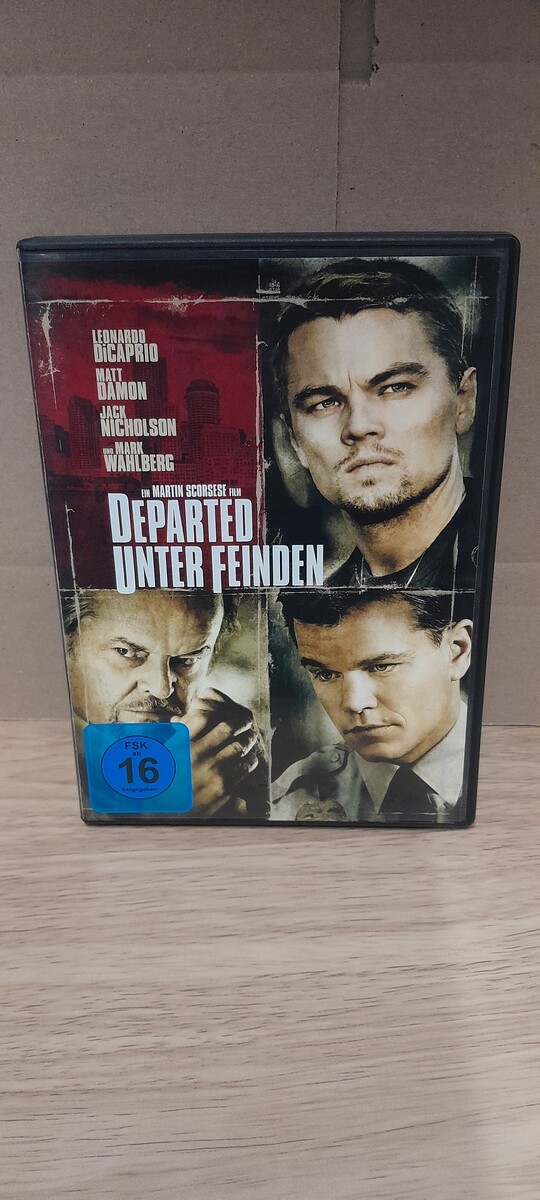 LEONARDO
DiCAPRIO
MATT
DAMON
JACK
NICHOLSON
UND MARK
WAHLBERG
EIN MARTIN SCORSESE FILM
DEPARTED
UNTER FEINDEN
FSK
ab
16
freigegeben